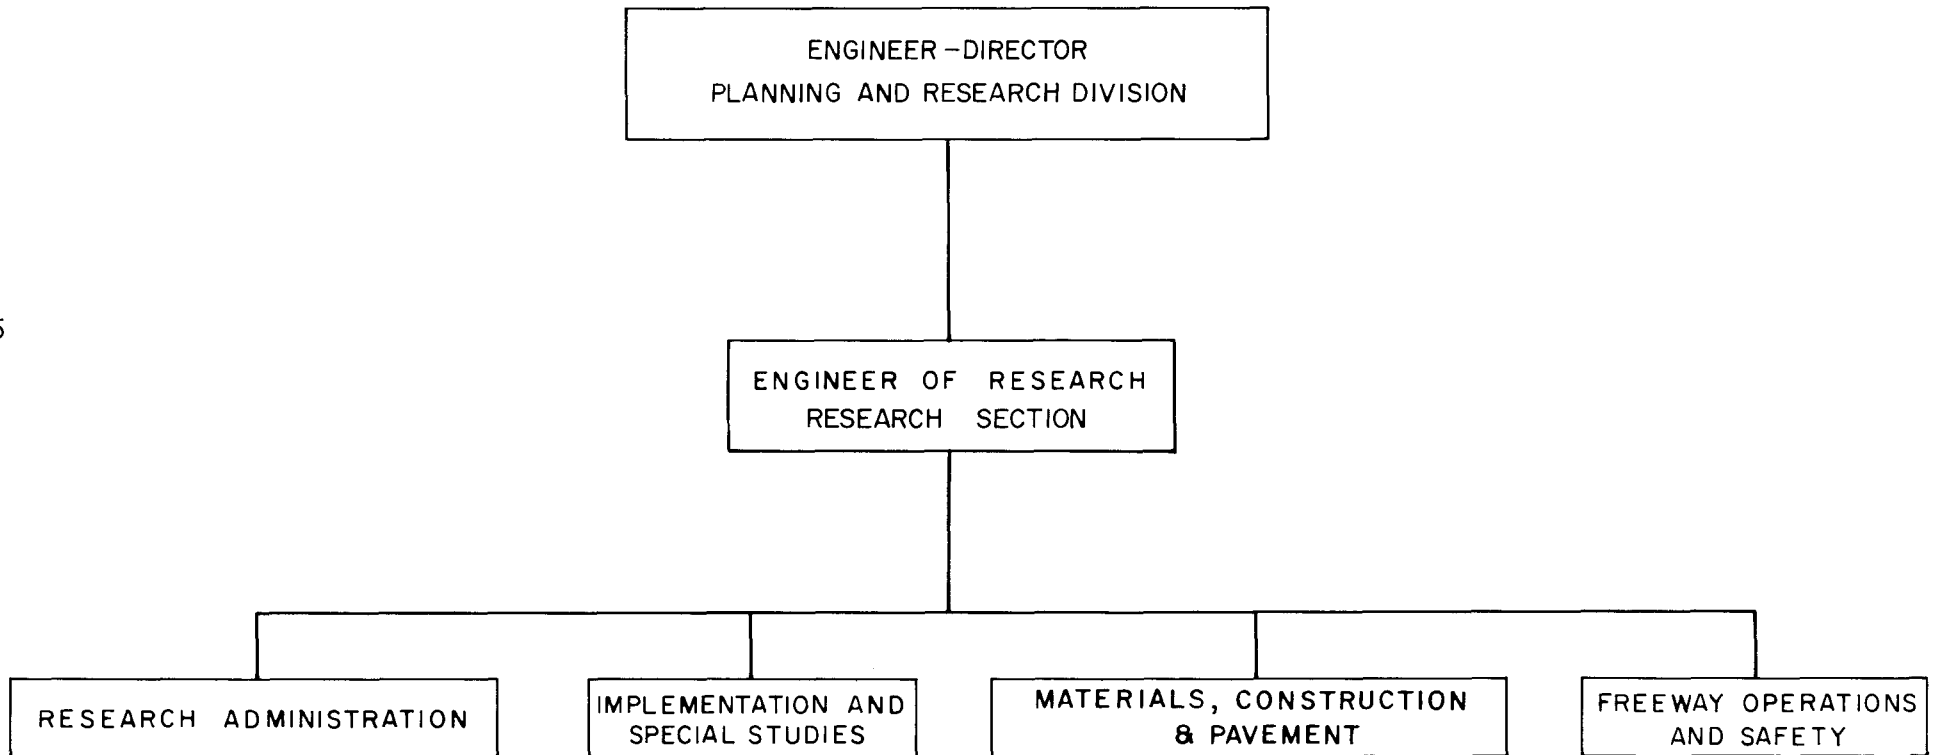 ENGINEER-DIRECTOR
PLANNING AND RESEARCH DIVISION
5
ENGINEER OF RESEARCH
RESEARCH SECTION
RESEARCH ADMINISTRATION
IMPLEMENTATION AND
SPECIAL STUDIES
MATERIALS, CONSTRUCTION
& PAVEMENT
FREEWAY OPERATIONS
AND SAFETY